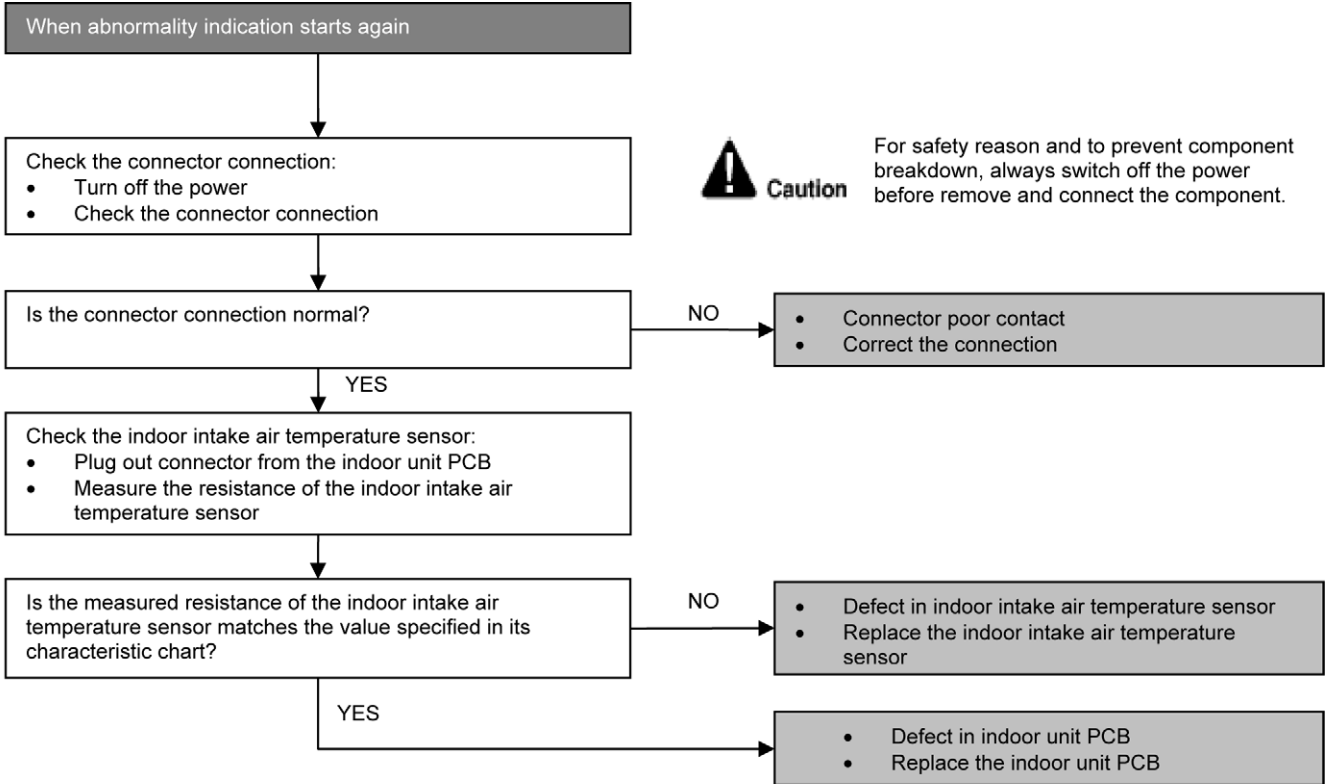 When abnormality indication starts again
Check the connector connection:
• Turn off the power
• Check the connector connection
Caution
For safety reason and to prevent component
breakdown, always switch off the power
before remove and connect the component.
Is the connector connection normal?
NO
• Connector poor contact
• Correct the connection
YES
Check the indoor intake air temperature sensor:
• Plug out connector from the indoor unit PCB
• Measure the resistance of the indoor intake air
temperature sensor
Is the measured resistance of the indoor intake air
temperature sensor matches the value specified in its
characteristic chart?
NO
• Defect in indoor intake air temperature sensor
• Replace the indoor intake air temperature
sensor
YES
• Defect in indoor unit PCB
• Replace the indoor unit PCB